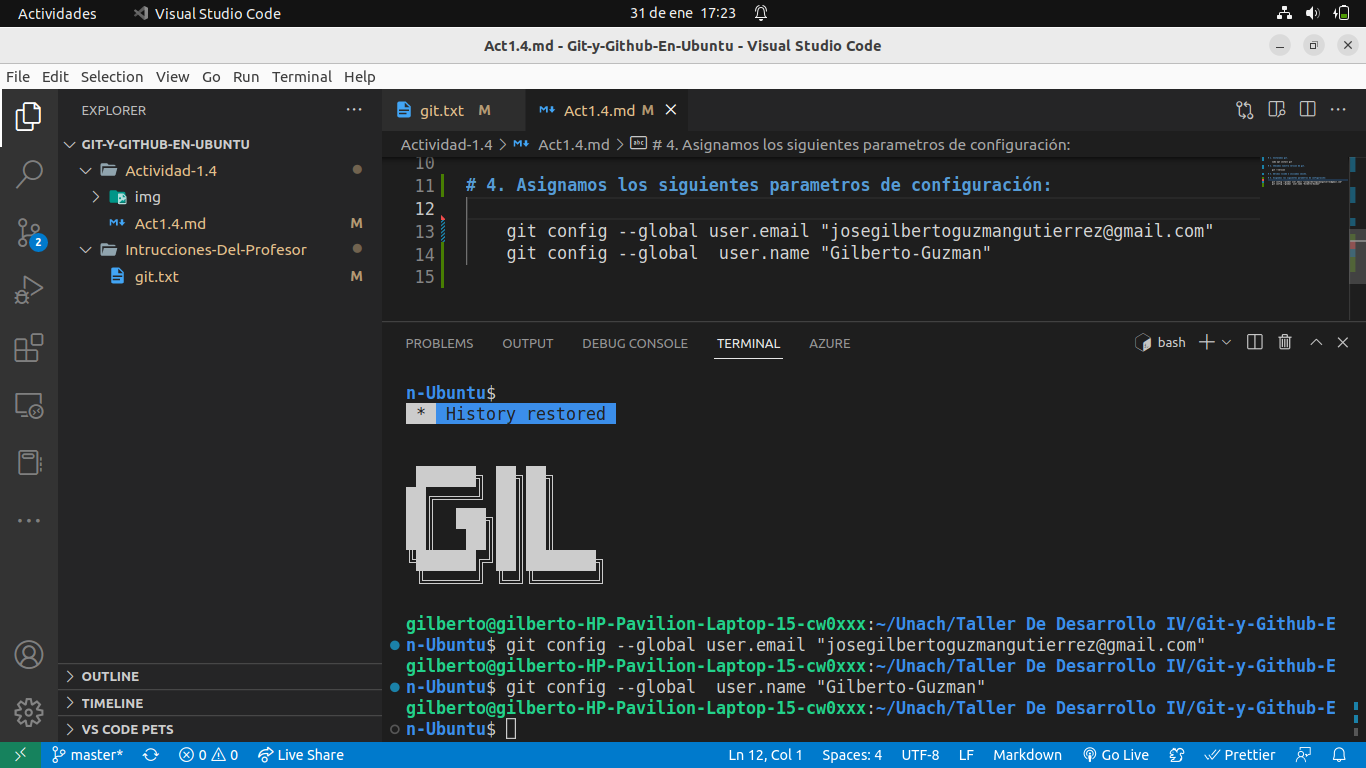 Actividades
Visual Studio Code
31 de ene 17:23
Act1.4.md - Git-y-Github-En-Ubuntu - Visual Studio Code
File Edit Selection View Go Run Terminal Help
EXPLORER
GIT-Y-GITHUB-EN-UBUNTU
Actividad-1.4
img
Act1.4.md M
Intrucciones-Del-Profesor
git.txt M
2
OUTLINE
TIMELINE
VS CODE PETS
git.txt M
Act1.4.md M
Actividad-1.4 > Act1.4.md > # 4. Asignamos los siguientes parametros de configuración:
10
11 # 4. Asignamos los siguientes parametros de configuración:
12
13 git config --global user.email "josegilbertoguzmangutierrez@gmail.com"
14 git config --global  user.name "Gilberto-Guzman"
15
PROBLEMS OUTPUT DEBUG CONSOLE TERMINAL AZURE
bash
n-Ubuntu$
* History restored
GIL
gilberto@gilberto-HP-Pavilion-Laptop-15-cw0xxx:~/Unach/Taller De Desarrollo IV/Git-y-Github-E
n-Ubuntu$ git config --global user.email "josegilbertoguzmangutierrez@gmail.com"
gilberto@gilberto-HP-Pavilion-Laptop-15-cw0xxx:~/Unach/Taller De Desarrollo IV/Git-y-Github-E
n-Ubuntu$ git config --global  user.name "Gilberto-Guzman"
gilberto@gilberto-HP-Pavilion-Laptop-15-cw0xxx:~/Unach/Taller De Desarrollo IV/Git-y-Github-E
n-Ubuntu$
master* 0 0 Live Share Ln 12, Col 1 Spaces: 4 UTF-8 LF Markdown Go Live Prettier